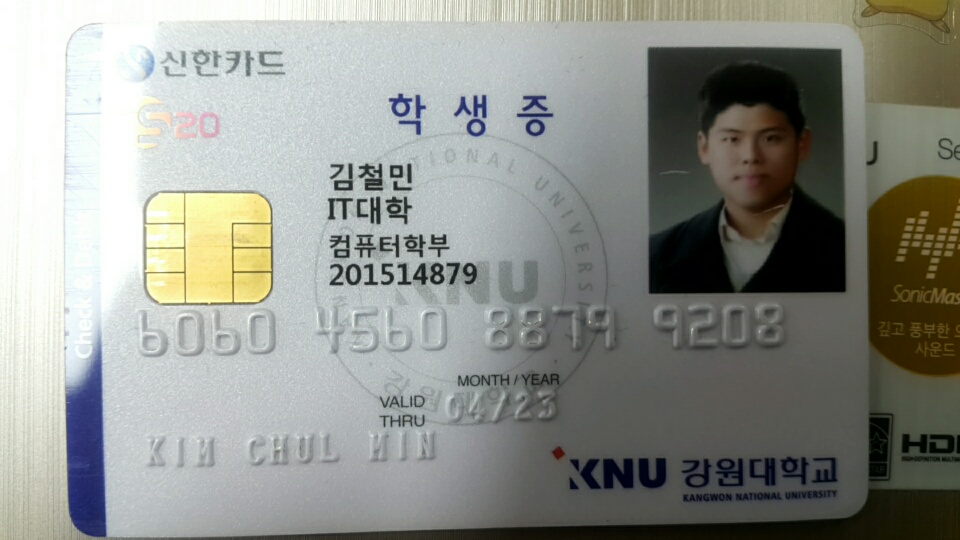 신한카드
S20
학생증
김철민
IT대학
컴퓨터학부
201514879
KNU
6060 4560 8879 9208
MONTH / YEAR
VALID THRU 04/23
KIM CHUL MIN
KNU 강원대학교
KANGWON NATIONAL UNIVERSITY
Check
NATIONAL UNIVERSITY
U
Se
SonicMas
깊고 풍부한
사운드
HD